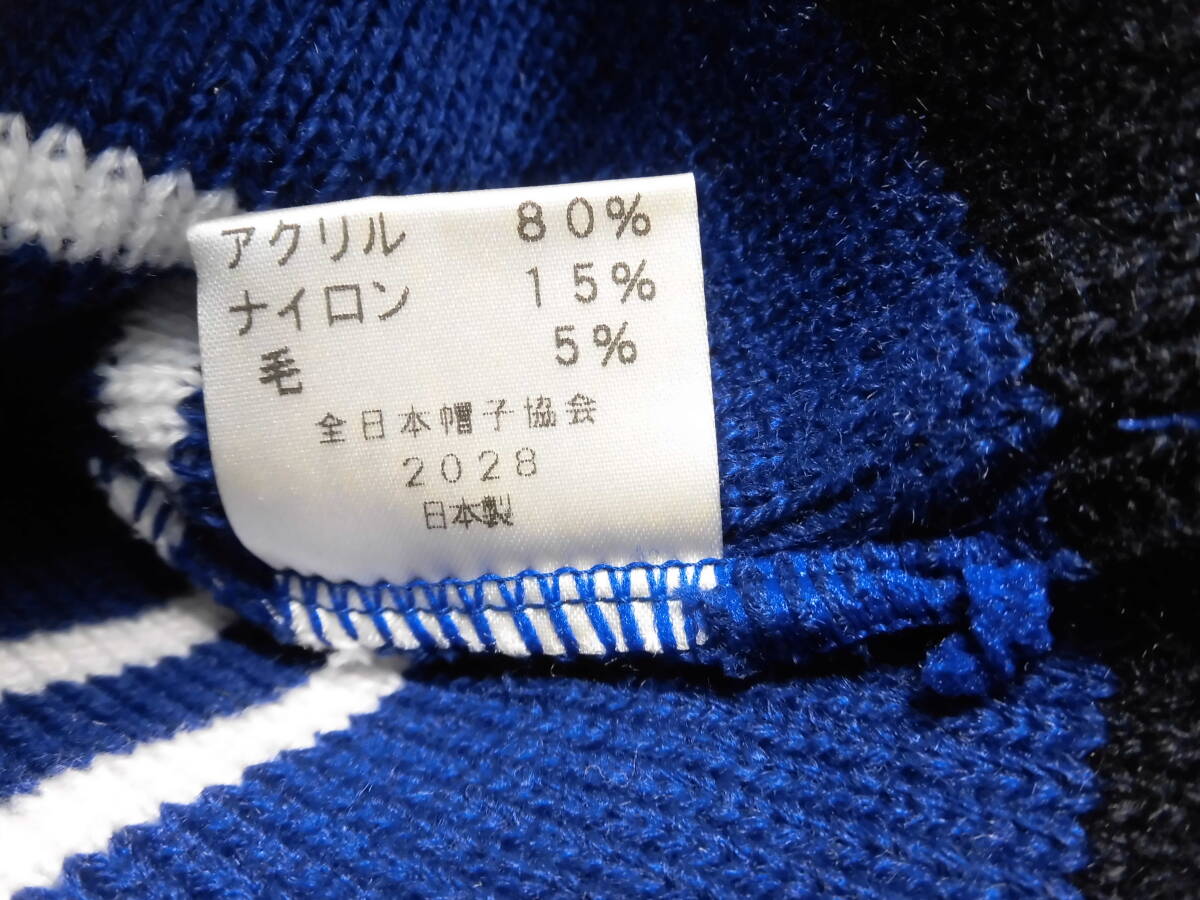 アクリル 80%
ナイロン 15%
毛 5%
全日本帽子協会
2028
日本製